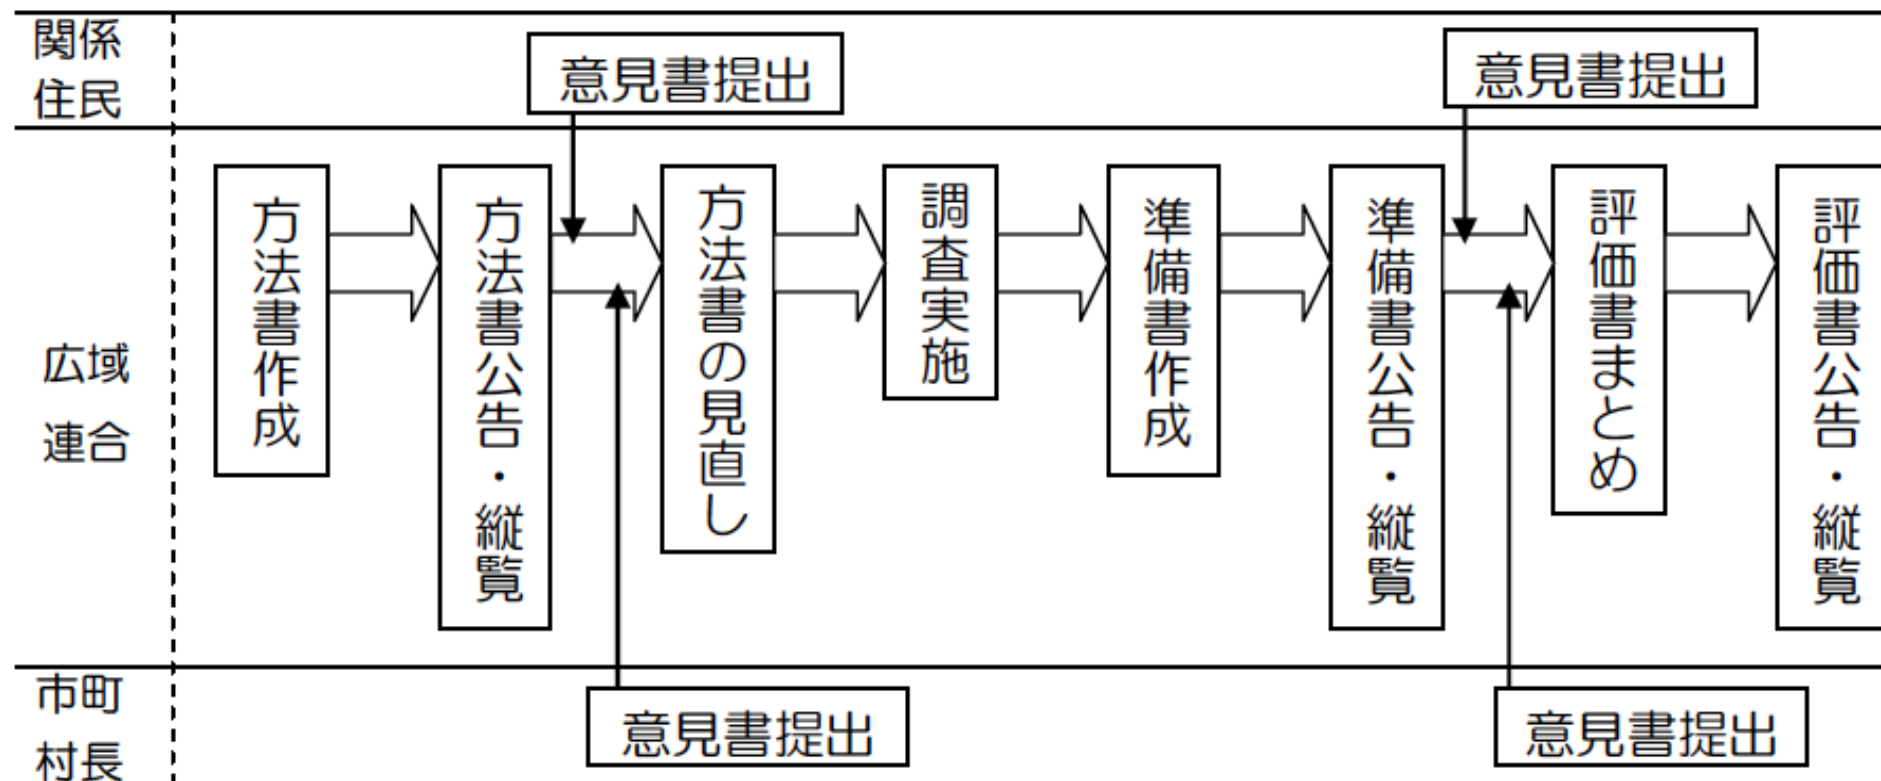 関係
住民
意見書提出
意見書提出
広域
連合
方法書作成
方法書公告・縦覧
方法書の見直し
調査実施
準備書作成
準備書公告・縦覧
評価書まとめ
評価書公告・縦覧
市町
村長
意見書提出
意見書提出